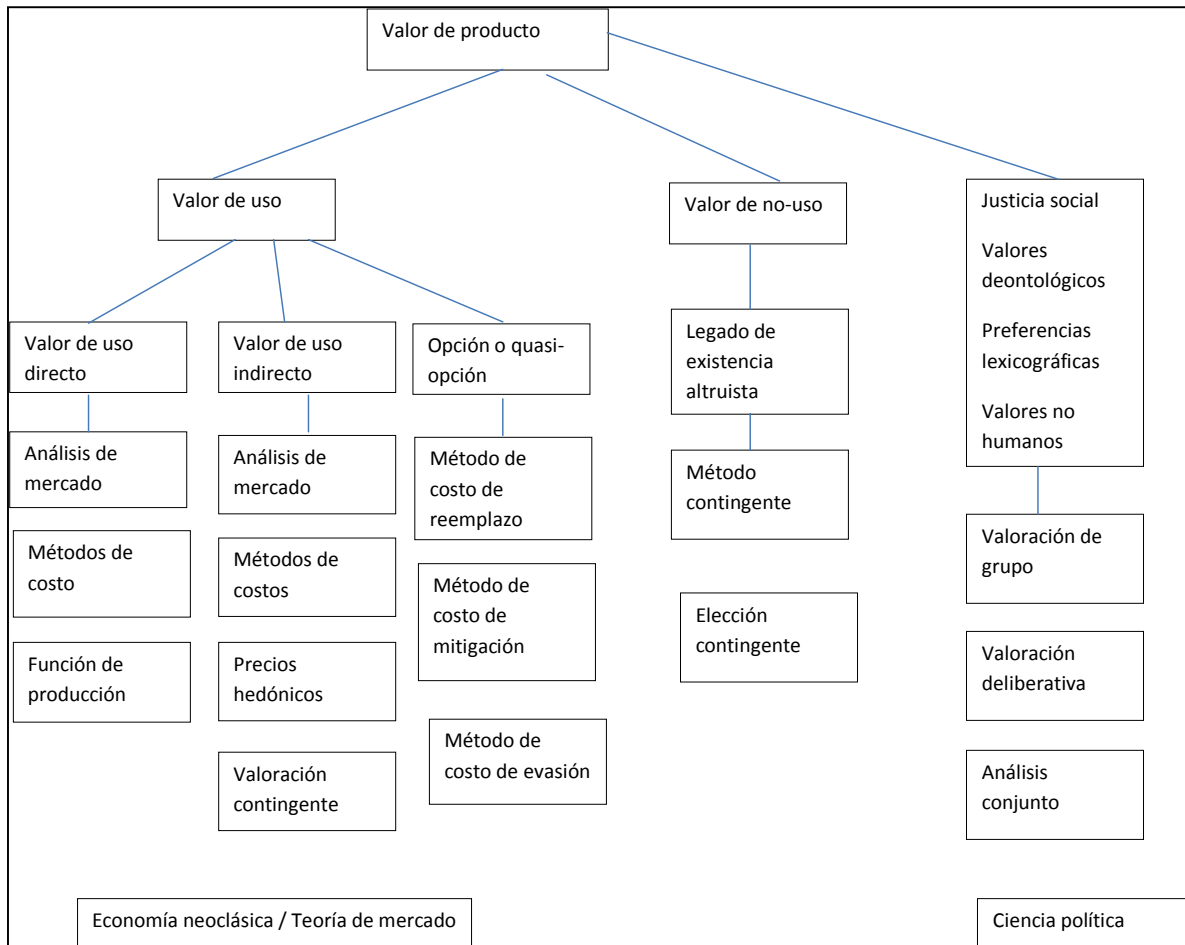 Valor de producto
Valor de uso
Valor de no-uso
Justicia social
Valores
deontológicos
Preferencias
lexicográficas
Valores no
humanos
Valor de uso
directo
Valor de uso
indirecto
Opción o quasi-
opción
Legado de
existencia
altruista
Análisis de
mercado
Análisis de
mercado
Método de
costo de
reemplazo
Método
contingente
Valoración de
grupo
Métodos de
costo
Métodos de
costos
Método de
costo de
mitigación
Elección
contingente
Valoración
deliberativa
Función de
producción
Precios
hedónicos
Método de
costo de evasión
Valoración
contingente
Análisis
conjunto
Economía neoclásica / Teoría de mercado
Ciencia política